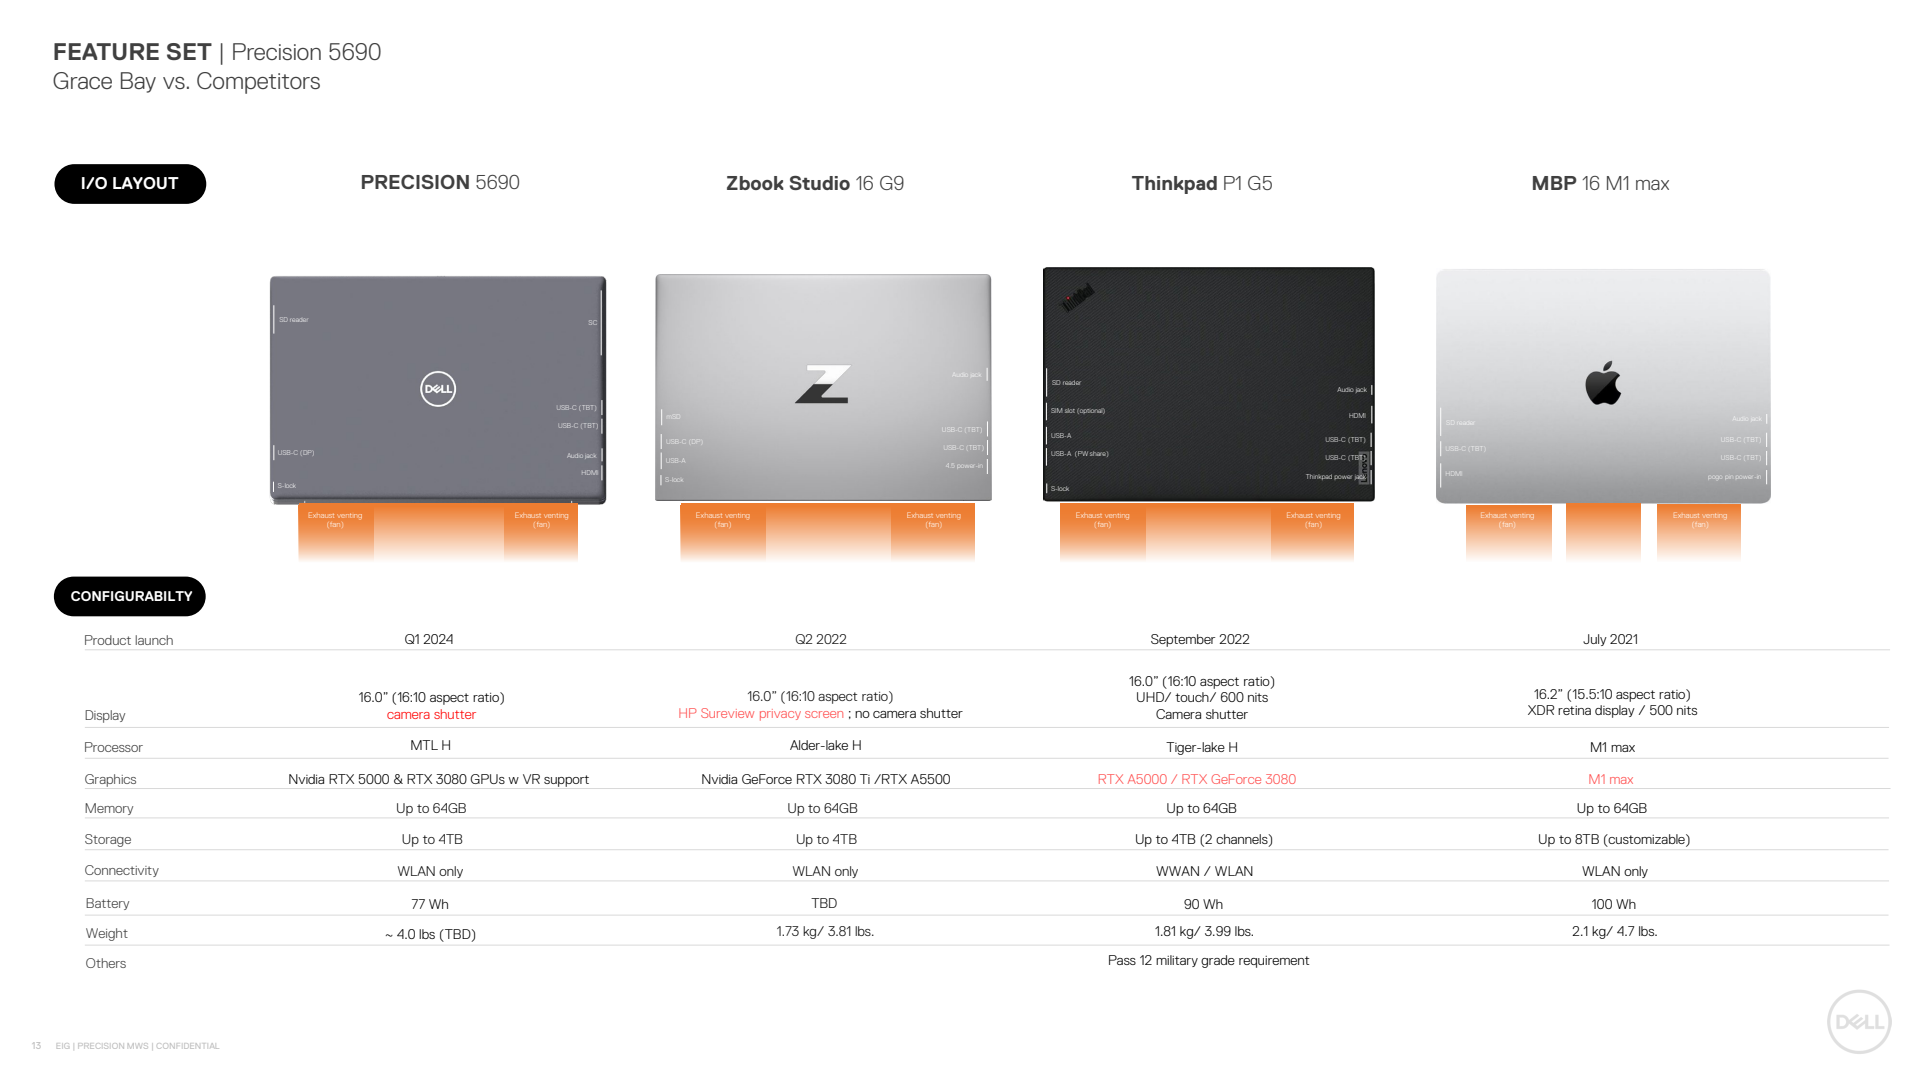 FEATURE SET | Precision 5690
Grace Bay vs. Competitors
I/O LAYOUT
PRECISION 5690
Zbook Studio 16 G9
Thinkpad P1 G5
MBP 16 M1 max
SD reader
SC
DELL
USB-C (TBT)
USB-C (TBT)
USB-C (DP)
Audio jack
HDMI
S-lock
Exhaust venting
(fan)
Exhaust venting
(fan)
Audio jack
mSD
USB-C (TBT)
USB-C (DP)
USB-C (TBT)
USB-A
4.5 power-in
S-lock
Exhaust venting
(fan)
Exhaust venting
(fan)
SD reader
Audio jack
SIM slot (optional)
HDMI
USB-A
USB-C (TBT)
USB-A (PW share)
USB-C (TBT)
Thinkpad power jack
S-lock
Exhaust venting
(fan)
Exhaust venting
(fan)
Audio jack
SD reader
USB-C (TBT)
USB-C (TBT)
USB-C (TBT)
HDMI
pogo pin power-in
Exhaust venting
(fan)
Exhaust venting
(fan)
CONFIGURABILTY
Product launch
Q1 2024
Q2 2022
September 2022
July 2021
Display
16.0” (16:10 aspect ratio)
camera shutter
16.0” (16:10 aspect ratio)
HP Sureview privacy screen ; no camera shutter
16.0” (16:10 aspect ratio)
UHD/ touch/ 600 nits
Camera shutter
16.2” (15.5:10 aspect ratio)
XDR retina display / 500 nits
Processor
MTL H
Alder-lake H
Tiger-lake H
M1 max
Graphics
Nvidia RTX 5000 & RTX 3080 GPUs w VR support
Nvidia GeForce RTX 3080 Ti /RTX A5500
RTX A5000 / RTX GeForce 3080
M1 max
Memory
Up to 64GB
Up to 64GB
Up to 64GB
Up to 64GB
Storage
Up to 4TB
Up to 4TB
Up to 4TB (2 channels)
Up to 8TB (customizable)
Connectivity
WLAN only
WLAN only
WWAN / WLAN
WLAN only
Battery
77 Wh
TBD
90 Wh
100 Wh
Weight
~ 4.0 lbs (TBD)
1.73 kg/ 3.81 lbs.
1.81 kg/ 3.99 lbs.
2.1 kg/ 4.7 lbs.
Others
Pass 12 military grade requirement
DELL
13 EIG | PRECISION MWS | CONFIDENTIAL